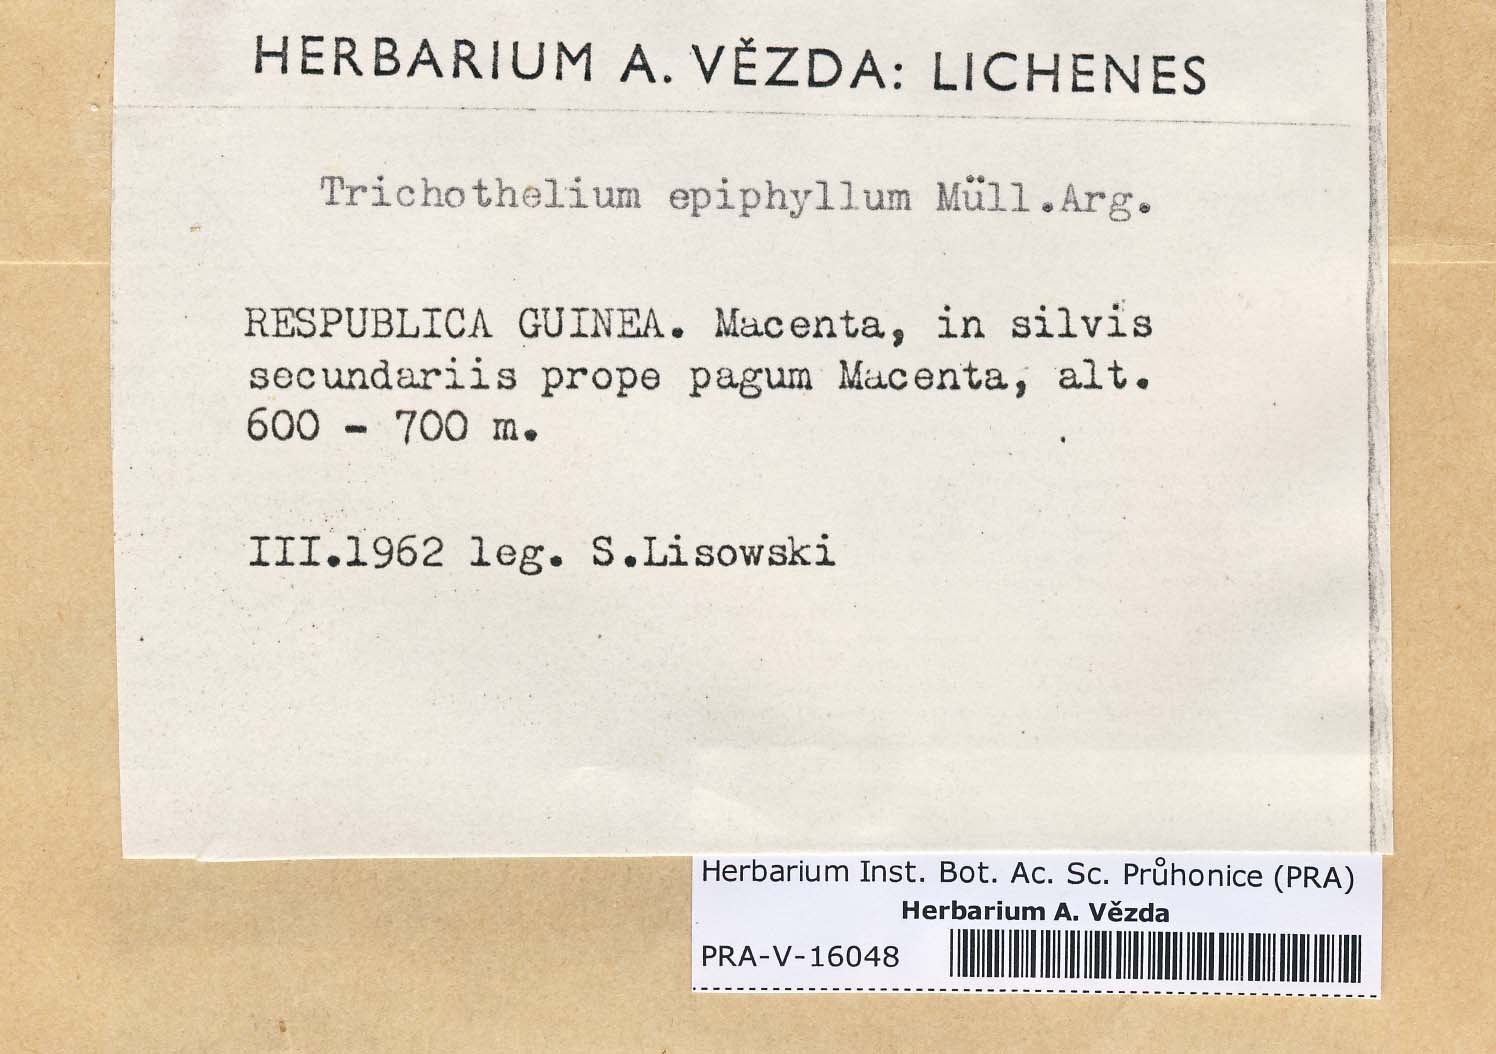 HERBARIUM A. VĚZDA: LICHENES
Trichothelium epiphyllum Müll.Arg.
RESPUBLICA GUINEA. Macenta, in silvis
secundariis prope pagum Macenta, alt.
600 - 700 m.
III.1962 leg. S.Lisowski
Herbarium Inst. Bot. Ac. Sc. Průhonice (PRA)
Herbarium A. Vězda
PRA-V-16048